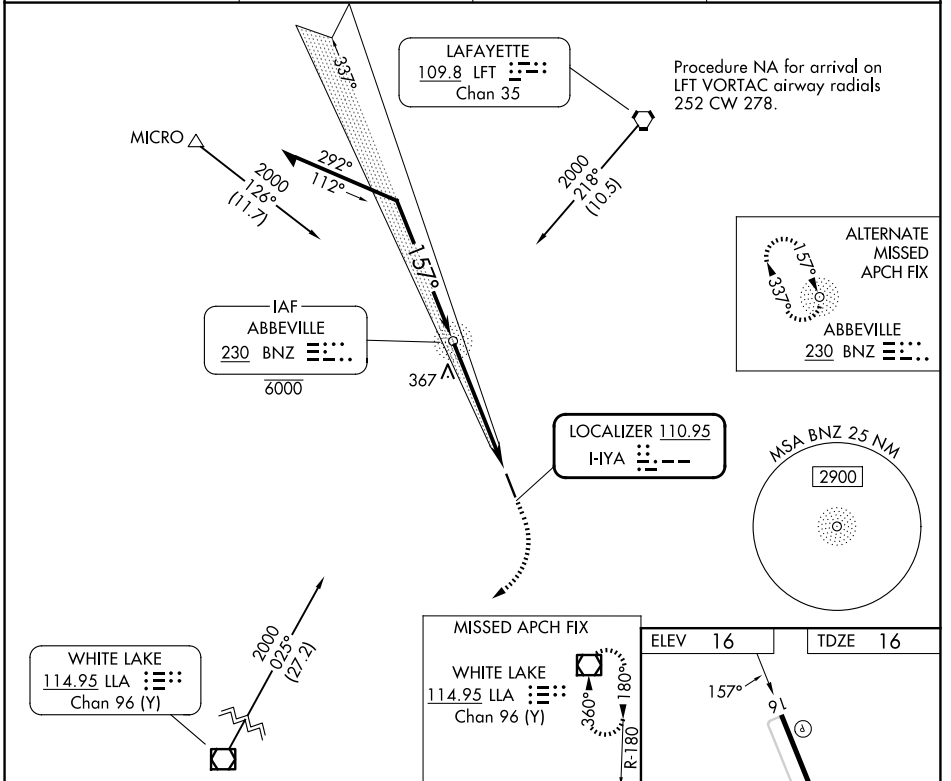 LAFAYETTE
109.8 LFT
Chan 35
Procedure NA for arrival on
LFT VORTAC airway radials
252 CW 278.
337°
MICRO
2000
126°
(11.7)
292°
112°
2000
218°
(10.5)
157°
ALTERNATE
MISSED
APCH FIX
157°
337°
ABBEVILLE
230 BNZ
IAF
ABBEVILLE
230 BNZ
6000
367
LOCALIZER 110.95
I-IYA
MSA BNZ 25 NM
2900
2000
025°
(27.2)
WHITE LAKE
114.95 LLA
Chan 96 (Y)
MISSED APCH FIX
WHITE LAKE
114.95 LLA
Chan 96 (Y)
360°
180°
R-180
ELEV 16
TDZE 16
157°
16
P